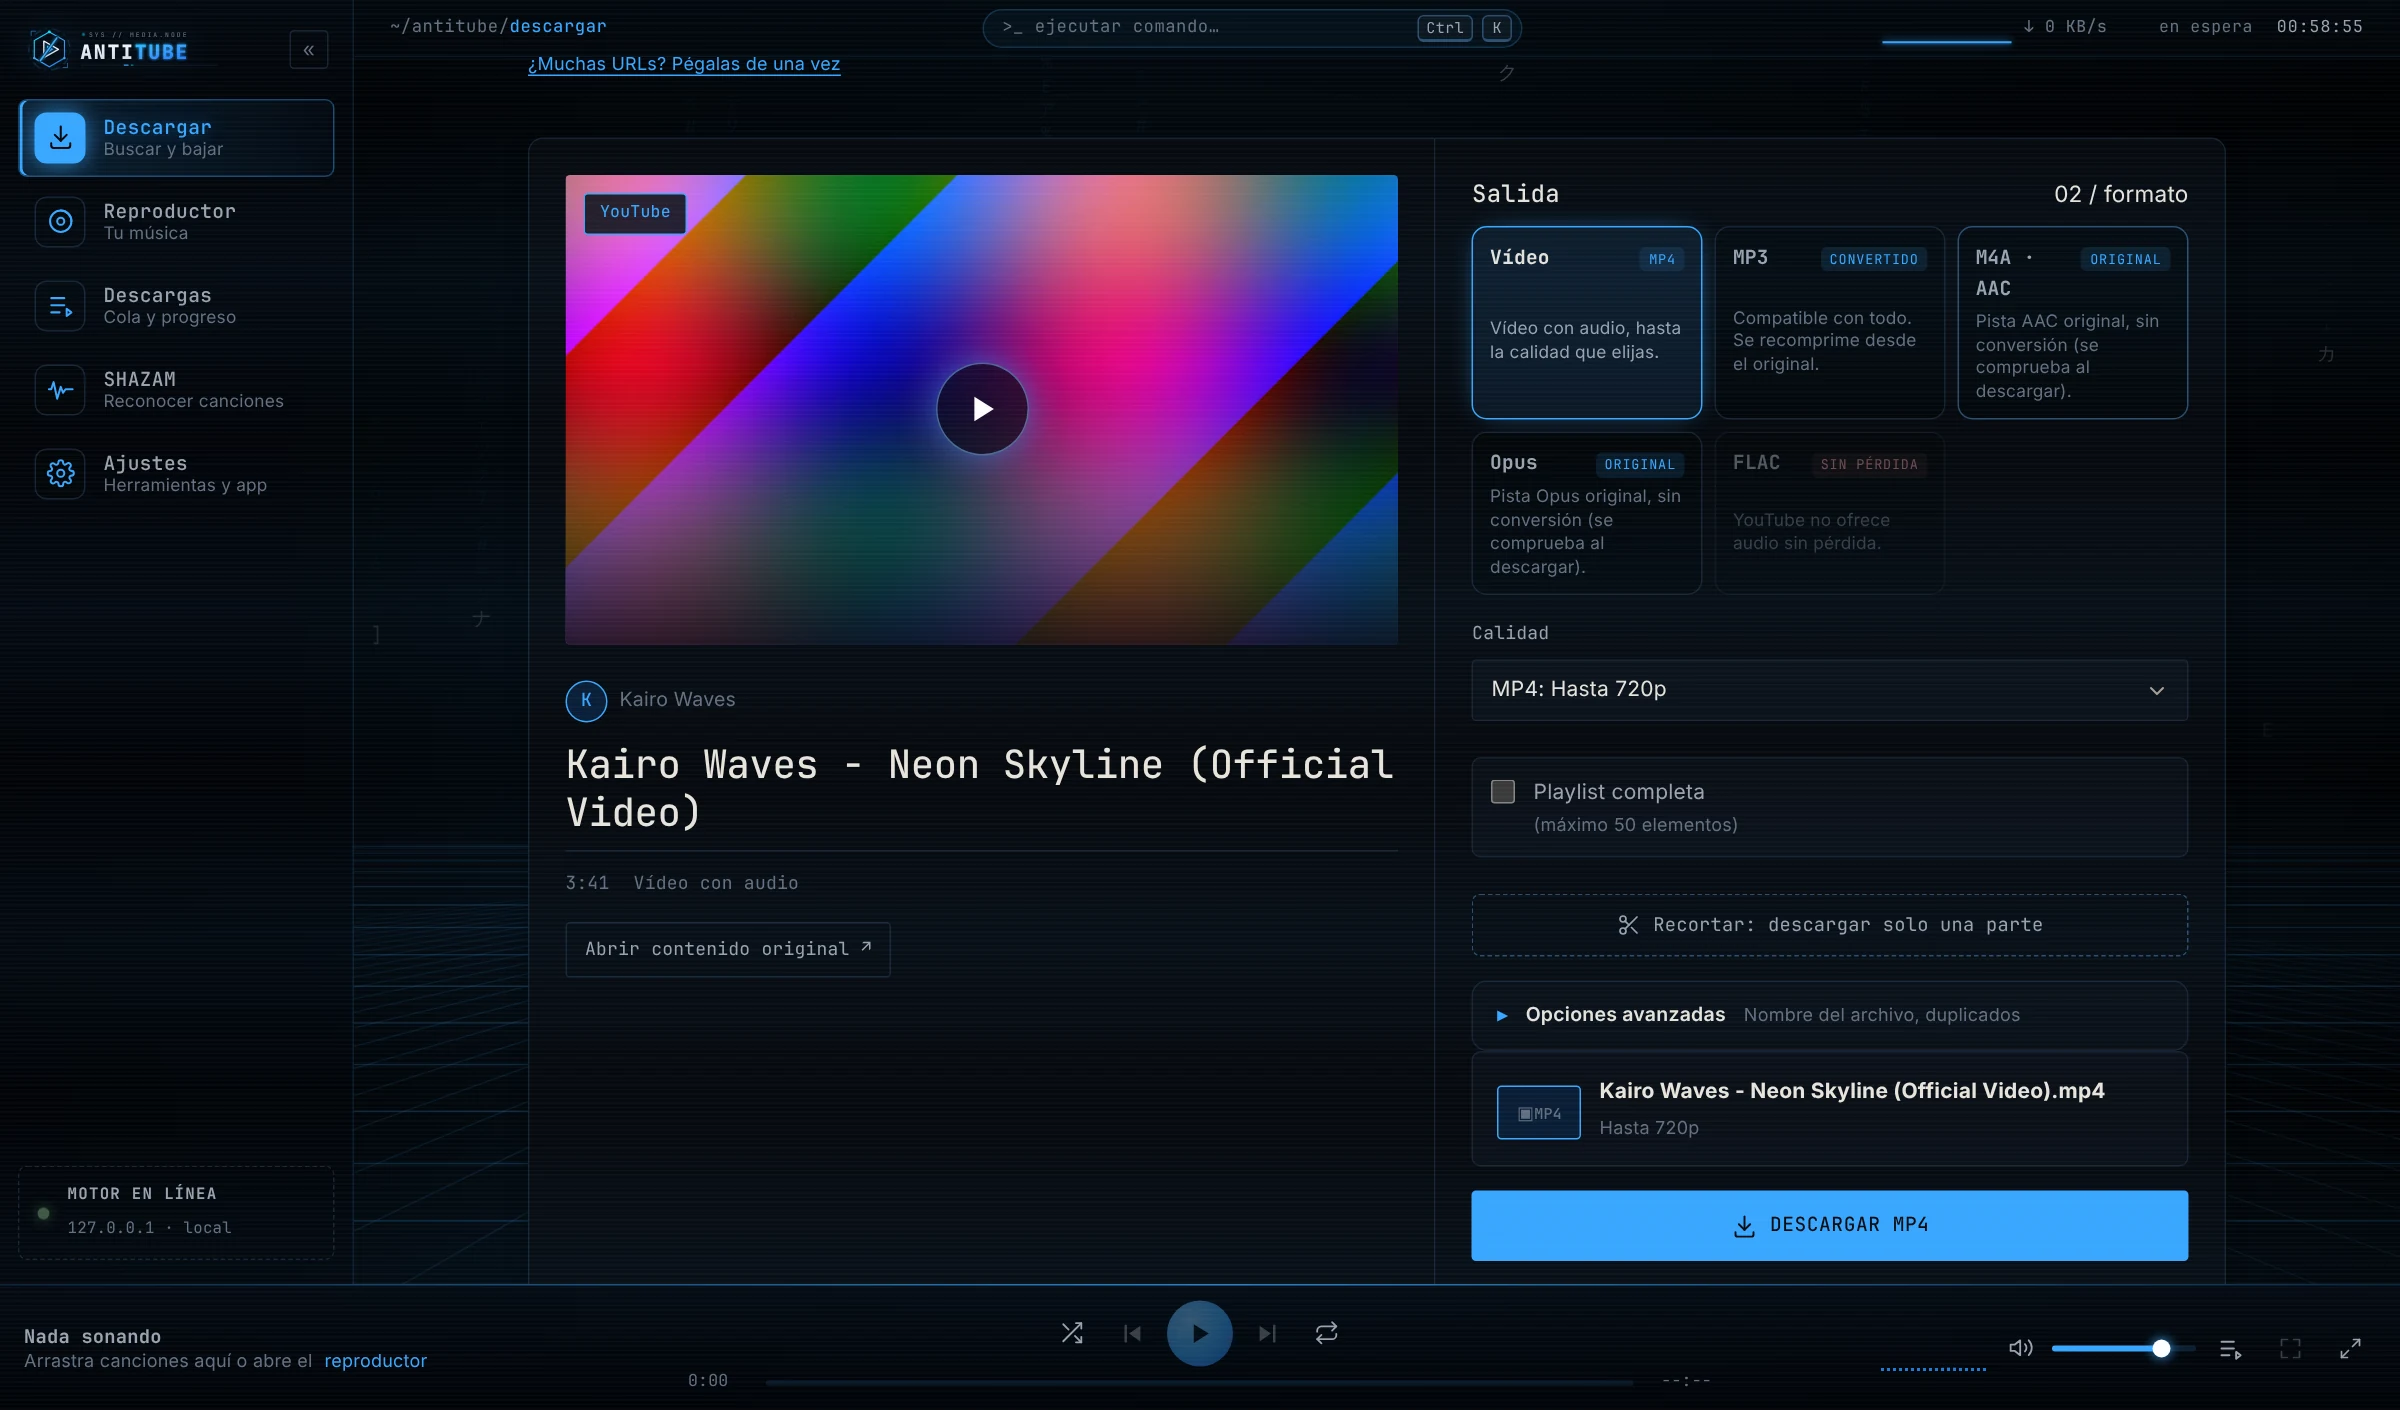 SYS // MEDIA.NODE
ANTITUBE
«
Descargar
Buscar y bajar
Reproductor
Tu música
Descargas
Cola y progreso
SHAZAM
Reconocer canciones
Ajustes
Herramientas y app
MOTOR EN LÍNEA
127.0.0.1 · local
~/antitube/descargar
>_ ejecutar comando… Ctrl K
↓ 0 KB/s en espera 00:58:55
¿Muchas URLs? Pégalas de una vez
ク
カ
ナ
]
YouTube
K Kairo Waves
Kairo Waves - Neon Skyline (Official
Video)
3:41 Vídeo con audio
Abrir contenido original ↗
Salida 02 / formato
Vídeo MP4
Vídeo con audio, hasta
la calidad que elijas.
MP3 CONVERTIDO
Compatible con todo.
Se recomprime desde
el original.
M4A · ORIGINAL
AAC
Pista AAC original, sin
conversión (se
comprueba al
descargar).
Opus ORIGINAL
Pista Opus original, sin
conversión (se
comprueba al
descargar).
FLAC SIN PÉRDIDA
YouTube no ofrece
audio sin pérdida.
Calidad
MP4: Hasta 720p
Playlist completa
(máximo 50 elementos)
Recortar: descargar solo una parte
▶ Opciones avanzadas Nombre del archivo, duplicados
▣MP4
Kairo Waves - Neon Skyline (Official Video).mp4
Hasta 720p
DESCARGAR MP4
Nada sonando
Arrastra canciones aquí o abre el reproductor
0:00 --:--